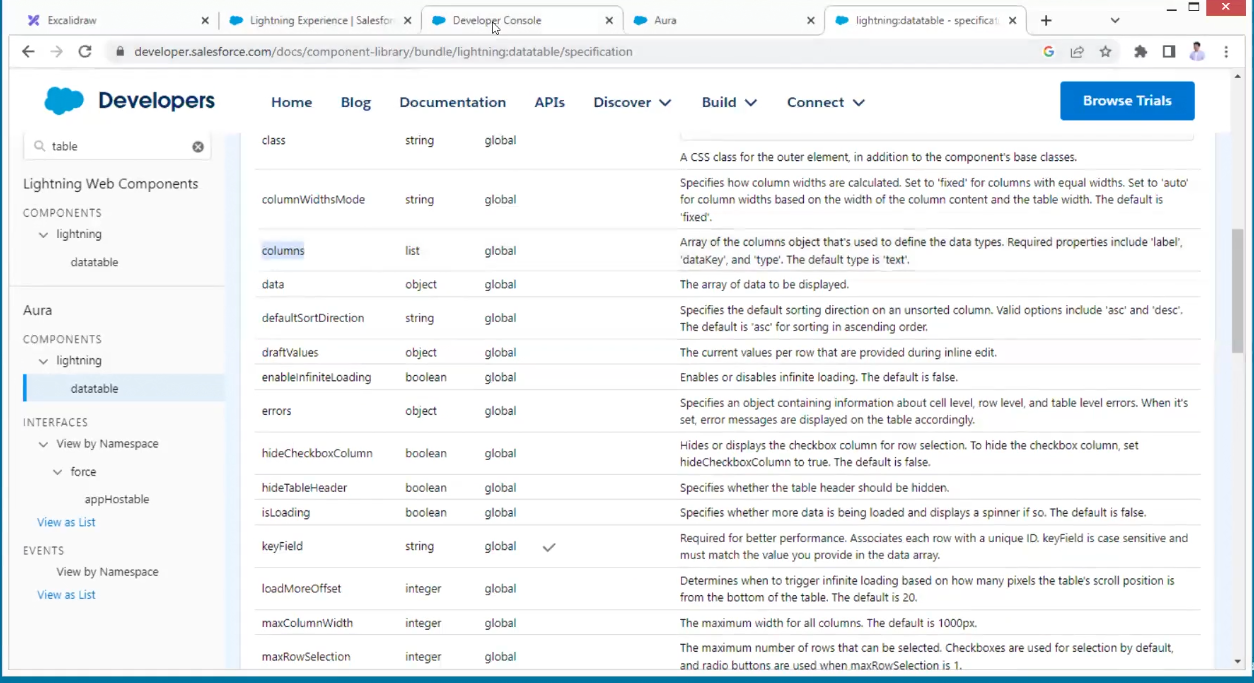 Excalidraw
Lightning Experience | Salesfor
Developer Console
Aura
lightning:datatable - specificat
developer.salesforce.com/docs/component-library/bundle/lightning:datatable/specification
Developers
Home
Blog
Documentation
APIs
Discover
Build
Connect
Browse Trials
table
Lightning Web Components
COMPONENTS
lightning
datatable
Aura
COMPONENTS
lightning
datatable
INTERFACES
View by Namespace
force
appHostable
View as List
EVENTS
View by Namespace
View as List
class string global
A CSS class for the outer element, in addition to the component's base classes.
columnWidthsMode string global
Specifies how column widths are calculated. Set to 'fixed' for columns with equal widths. Set to 'auto'
for column widths based on the width of the column content and the table width. The default is
'fixed'.
columns list global
Array of the columns object that's used to define the data types. Required properties include 'label',
'dataKey', and 'type'. The default type is 'text'.
data object global The array of data to be displayed.
defaultSortDirection string global
Specifies the default sorting direction on an unsorted column. Valid options include 'asc' and 'desc'.
The default is 'asc' for sorting in ascending order.
draftValues object global The current values per row that are provided during inline edit.
enableInfiniteLoading boolean global Enables or disables infinite loading. The default is false.
errors object global
Specifies an object containing information about cell level, row level, and table level errors. When it's
set, error messages are displayed on the table accordingly.
hideCheckboxColumn boolean global
Hides or displays the checkbox column for row selection. To hide the checkbox column, set
hideCheckboxColumn to true. The default is false.
hideTableHeader boolean global Specifies whether the table header should be hidden.
isLoading boolean global Specifies whether more data is being loaded and displays a spinner if so. The default is false.
keyField string global
Required for better performance. Associates each row with a unique ID. keyField is case sensitive and
must match the value you provide in the data array.
loadMoreOffset integer global
Determines when to trigger infinite loading based on how many pixels the table's scroll position is
from the bottom of the table. The default is 20.
maxColumnWidth integer global The maximum width for all columns. The default is 1000px.
maxRowSelection integer global
The maximum number of rows that can be selected. Checkboxes are used for selection by default,
and radio buttons are used when maxRowSelection is 1.